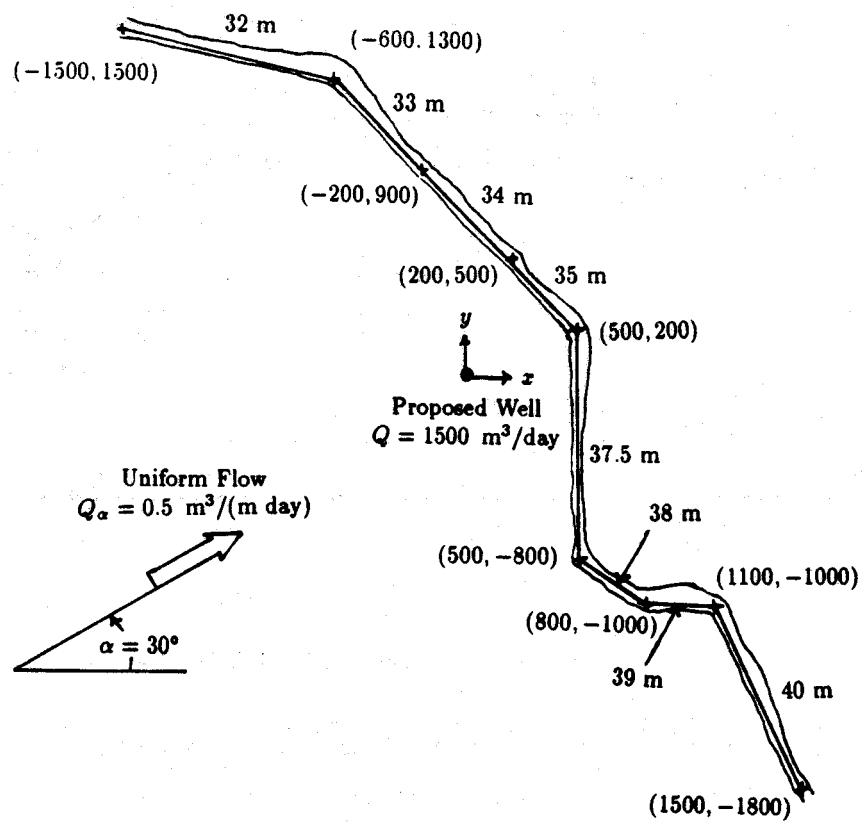 32 m
(−600. 1300)
(−1500, 1500)
33 m
(−200, 900)
34 m
(200, 500)
35 m
y
(500, 200)
x
Proposed Well
Q = 1500 m³/day
37.5 m
Uniform Flow
Qα = 0.5 m³/(m day)
38 m
(500, −800)
(1100, −1000)
(800, −1000)
α = 30°
39 m
40 m
(1500, −1800)